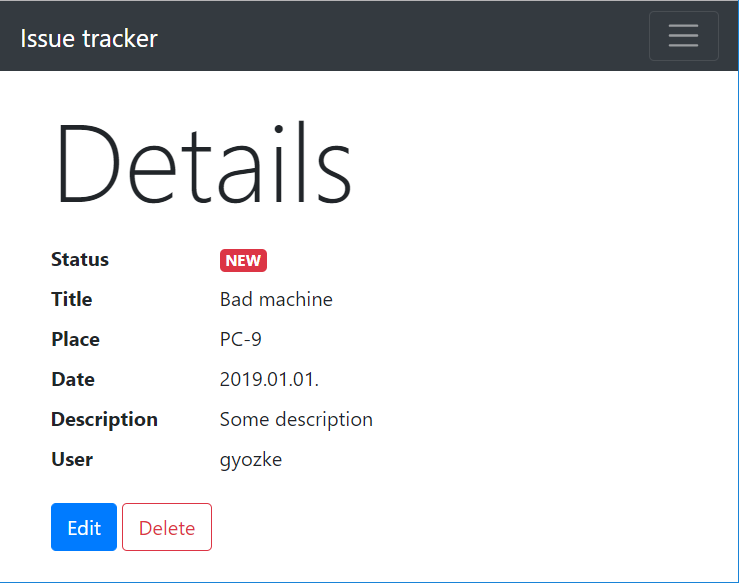 Issue tracker
Details
Status NEW
Title Bad machine
Place PC-9
Date 2019.01.01.
Description Some description
User gyozke
Edit Delete